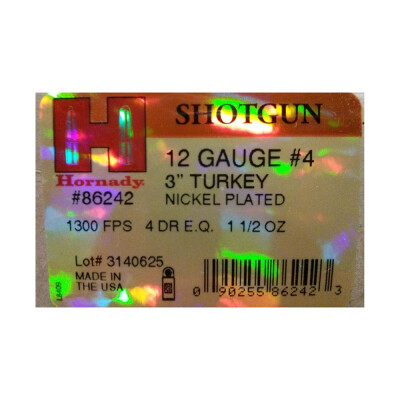 SHOTGUN
Hornady
12 GAUGE #4
3" TURKEY
#86242
NICKEL PLATED
1300 FPS 4 DR E.Q. 1 1/2 OZ
Lot# 3140625
MADE IN
THE USA
0 90255 86242 3